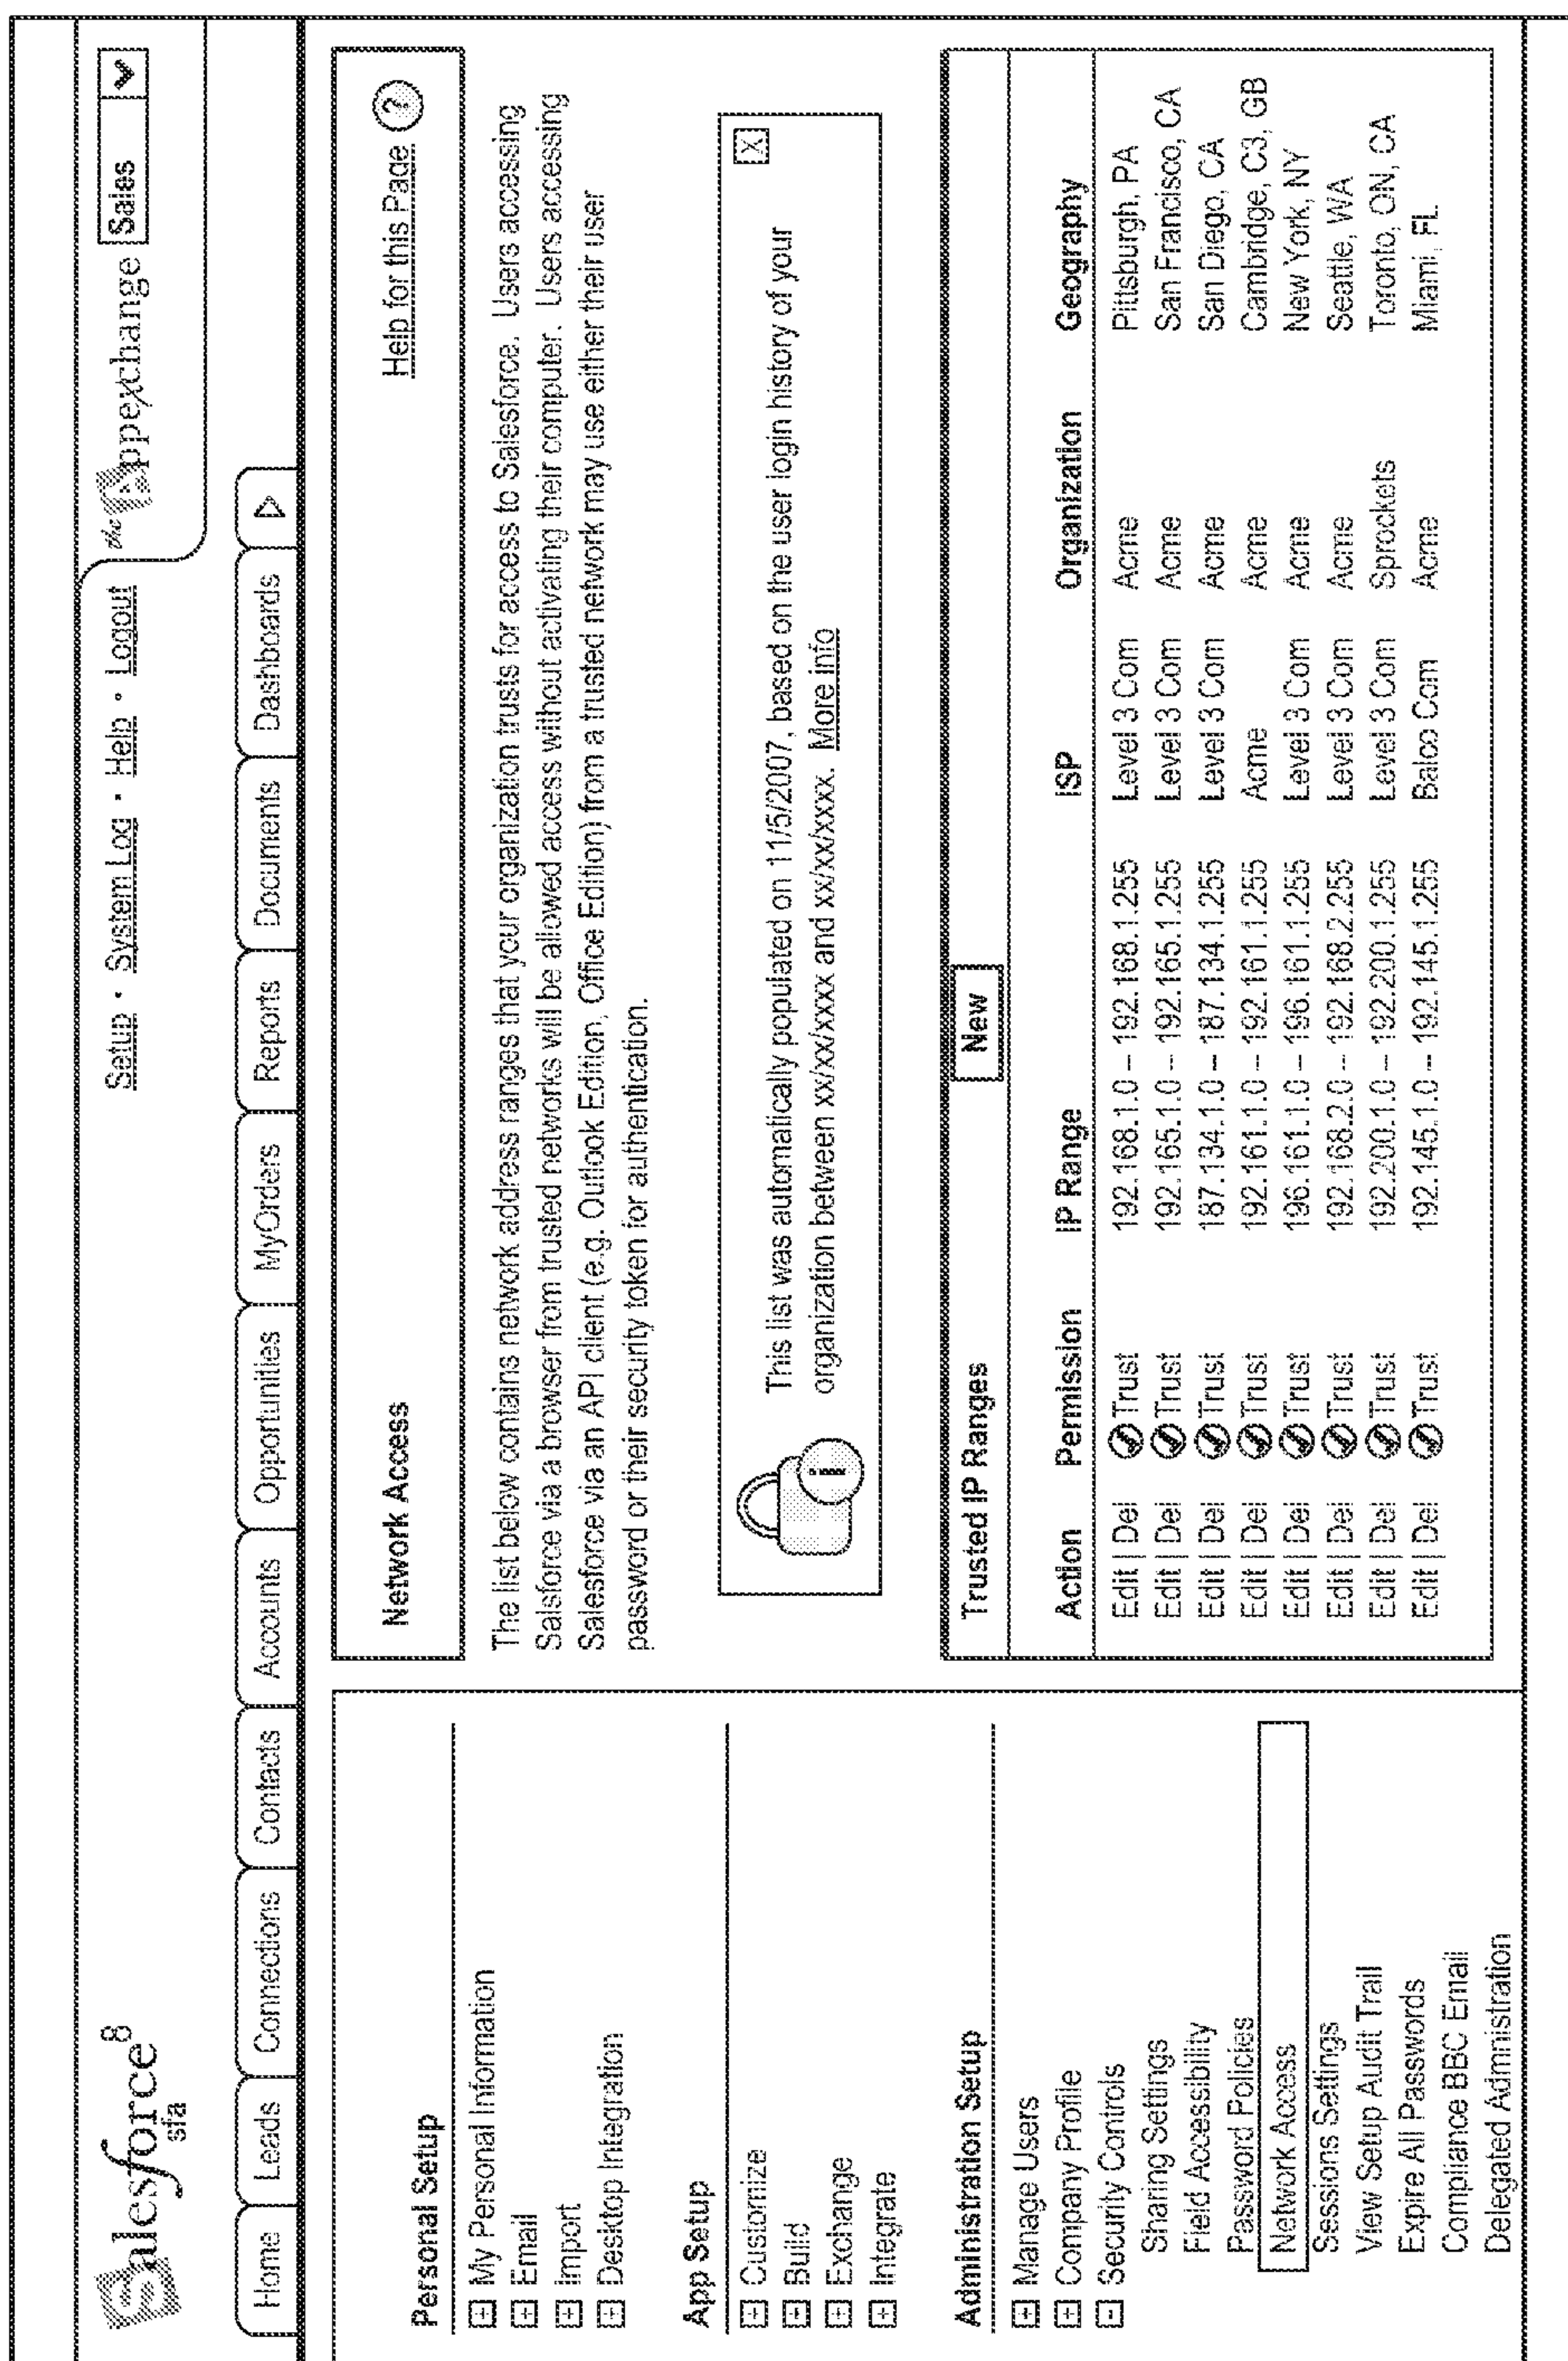 Salesforce8
sfa
Setup · System Log · Help · Logout
the Appexchange
Sales
Home
Leads
Connections
Contacts
Accounts
Opportunities
MyOrders
Reports
Documents
Dashboards
Personal Setup
My Personal Information
Email
Import
Desktop Integration
App Setup
Customize
Build
Exchange
Integrate
Administration Setup
Manage Users
Company Profile
Security Controls
Sharing Settings
Field Accessibility
Password Policies
Network Access
Sessions Settings
View Setup Audit Trail
Expire All Passwords
Compliance BBC Email
Delegated Admnistration
Network Access
Help for this Page ?
The list below contains network address ranges that your organization trusts for access to Salesforce. Users accessing
Salsforce via a browser from trusted networks will be allowed access without activating their computer. Users accessing
Salesforce via an API client (e.g. Outlook Edition, Office Edition) from a trusted network may use either their user
password or their security token for authentication.
X
This list was automatically populated on 11/5/2007, based on the user login history of your
organization between xx/xx/xxxx and xx/xx/xxxx. More info
Trusted IP Ranges
New
Action Permission IP Range ISP Organization Geography
Edit | Del Trust 192.168.1.0 -- 192.168.1.255 Level 3 Com Acme Pittsburgh, PA
Edit | Del Trust 192.165.1.0 -- 192.165.1.255 Level 3 Com Acme San Francisco, CA
Edit | Del Trust 187.134.1.0 -- 187.134.1.255 Level 3 Com Acme San Diego, CA
Edit | Del Trust 192.161.1.0 -- 192.161.1.255 Acme Acme Cambridge, C3, GB
Edit | Del Trust 196.161.1.0 -- 196.161.1.255 Level 3 Com Acme New York, NY
Edit | Del Trust 192.168.2.0 -- 192.168.2.255 Level 3 Com Acme Seattle, WA
Edit | Del Trust 192.200.1.0 -- 192.200.1.255 Level 3 Com Sprockets Toronto, ON, CA
Edit | Del Trust 192.145.1.0 -- 192.145.1.255 Balco Com Acme Miami, FL